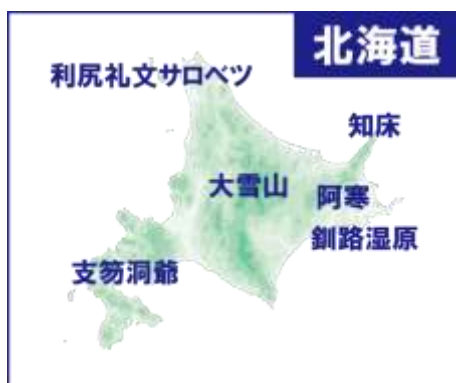 北海道
利尻礼文サロベツ
知床
大雪山
阿寒
釧路湿原
支笏洞爺